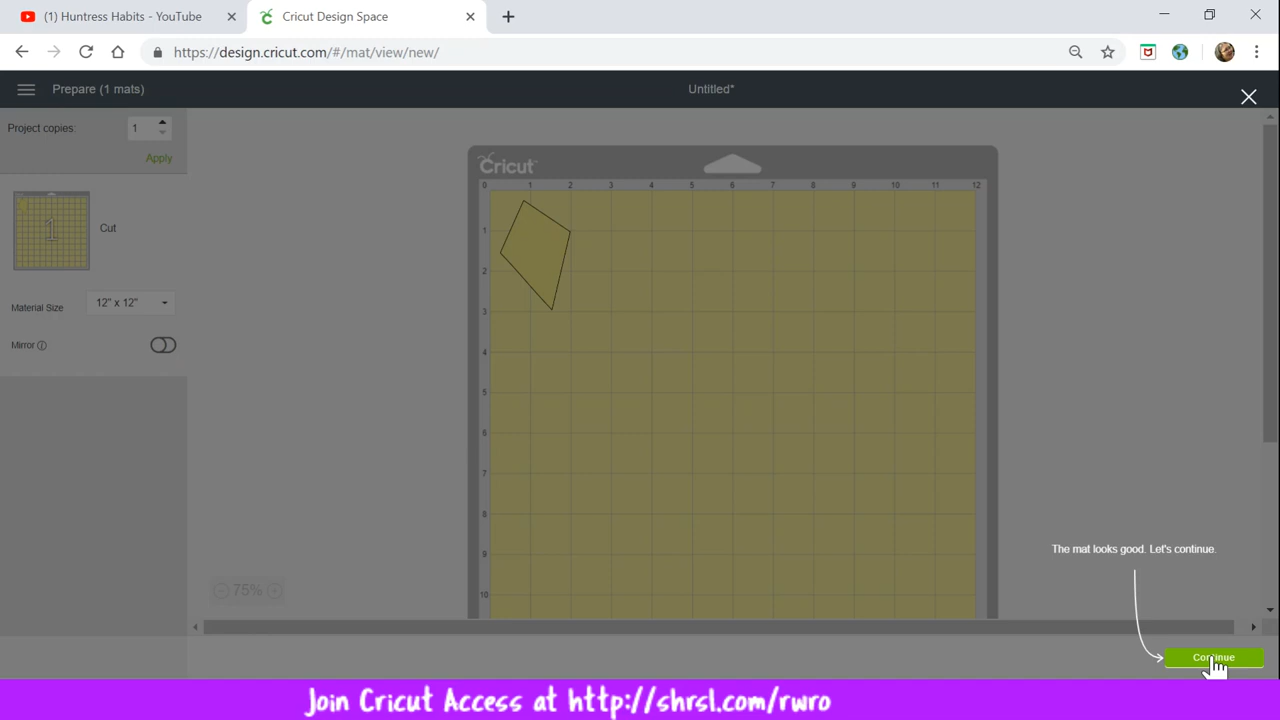 (1) Huntress Habits - YouTube
Cricut Design Space
https://design.cricut.com/#/mat/view/new/
Prepare (1 mats)
Untitled*
Project copies:
1
Apply
1
Cut
Material Size
12" x 12"
Mirror
Cricut
0 1 2 3 4 5 6 7 8 9 10 11 12
1
2
3
4
5
6
7
8
9
10
75%
The mat looks good. Let's continue.
Continue
Join Cricut Access at http://shrsl.com/rwro